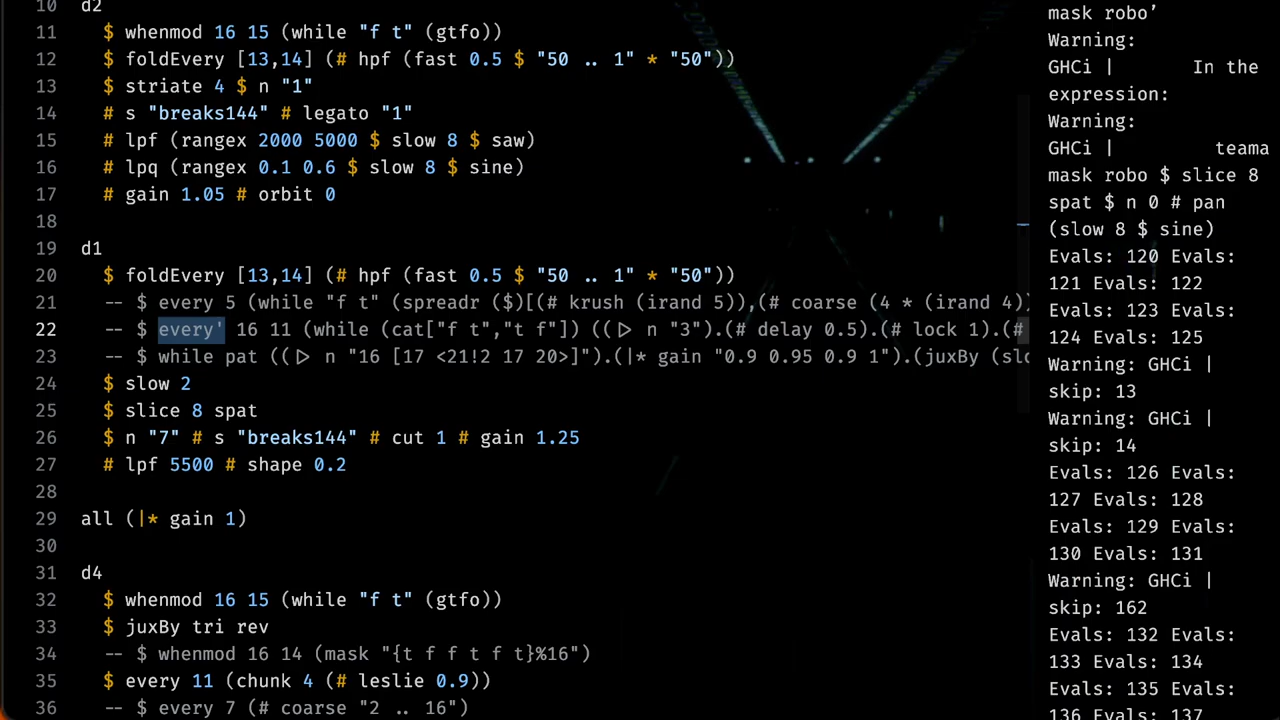 10 d2
11 $ whenmod 16 15 (while "f t" (gtfo))
12 $ foldEvery [13,14] (# hpf (fast 0.5 $ "50 .. 1" * "50"))
13 $ striate 4 $ n "1"
14 # s "breaks144" # legato "1"
15 # lpf (rangex 2000 5000 $ slow 8 $ saw)
16 # lpq (rangex 0.1 0.6 $ slow 8 $ sine)
17 # gain 1.05 # orbit 0
18
19 d1
20 $ foldEvery [13,14] (# hpf (fast 0.5 $ "50 .. 1" * "50"))
21 -- $ every 5 (while "f t" (spreadr ($)[(# krush (irand 5)),(# coarse (4 * (irand 4)
22 -- $ every' 16 11 (while (cat["f t","t f"]) ((|> n "3").(# delay 0.5).(# lock 1).(#
23 -- $ while pat ((|> n "16 [17 <21!2 17 20>]").(|* gain "0.9 0.95 0.9 1").(juxBy (slo
24 $ slow 2
25 $ slice 8 spat
26 $ n "7" # s "breaks144" # cut 1 # gain 1.25
27 # lpf 5500 # shape 0.2
28
29 all (|* gain 1)
30
31 d4
32 $ whenmod 16 15 (while "f t" (gtfo))
33 $ juxBy tri rev
34 -- $ whenmod 16 14 (mask "{t f f t f t}%16")
35 $ every 11 (chunk 4 (# leslie 0.9))
36 -- $ every 7 (# coarse "2 .. 16")
mask robo’
Warning:
GHCi | In the
expression:
Warning:
GHCi | teama
mask robo $ slice 8
spat $ n 0 # pan
(slow 8 $ sine)
Evals: 120 Evals:
121 Evals: 122
Evals: 123 Evals:
124 Evals: 125
Warning: GHCi |
skip: 13
Warning: GHCi |
skip: 14
Evals: 126 Evals:
127 Evals: 128
Evals: 129 Evals:
130 Evals: 131
Warning: GHCi |
skip: 162
Evals: 132 Evals:
133 Evals: 134
Evals: 135 Evals:
136 Evals: 137